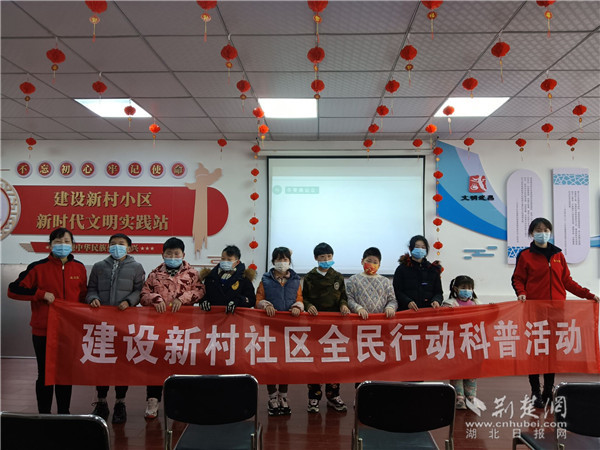 不忘初心 牢记使命
建设新村小区
新时代文明实践站
文明建昌
建设新村社区全民行动科普活动
荆楚网
www.cnhubei.com
湖北日报网